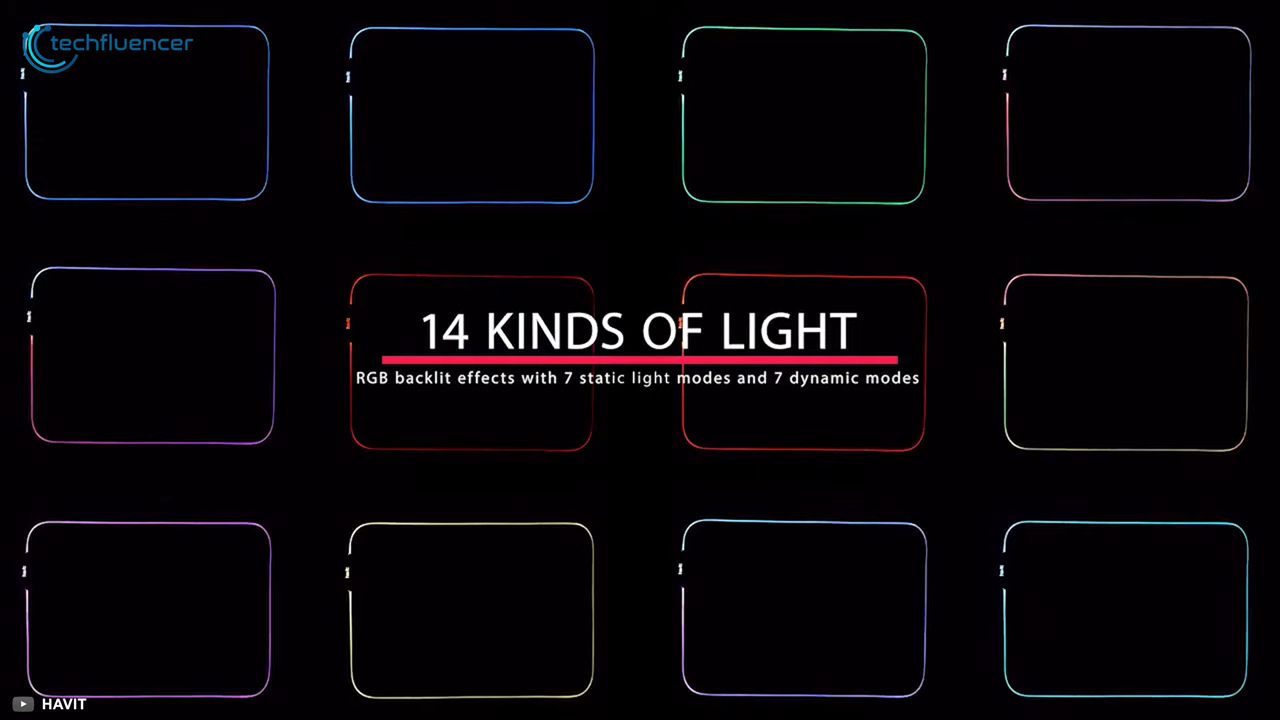 techfluencer
14 KINDS OF LIGHT
RGB backlit effects with 7 static light modes and 7 dynamic modes
HAVIT